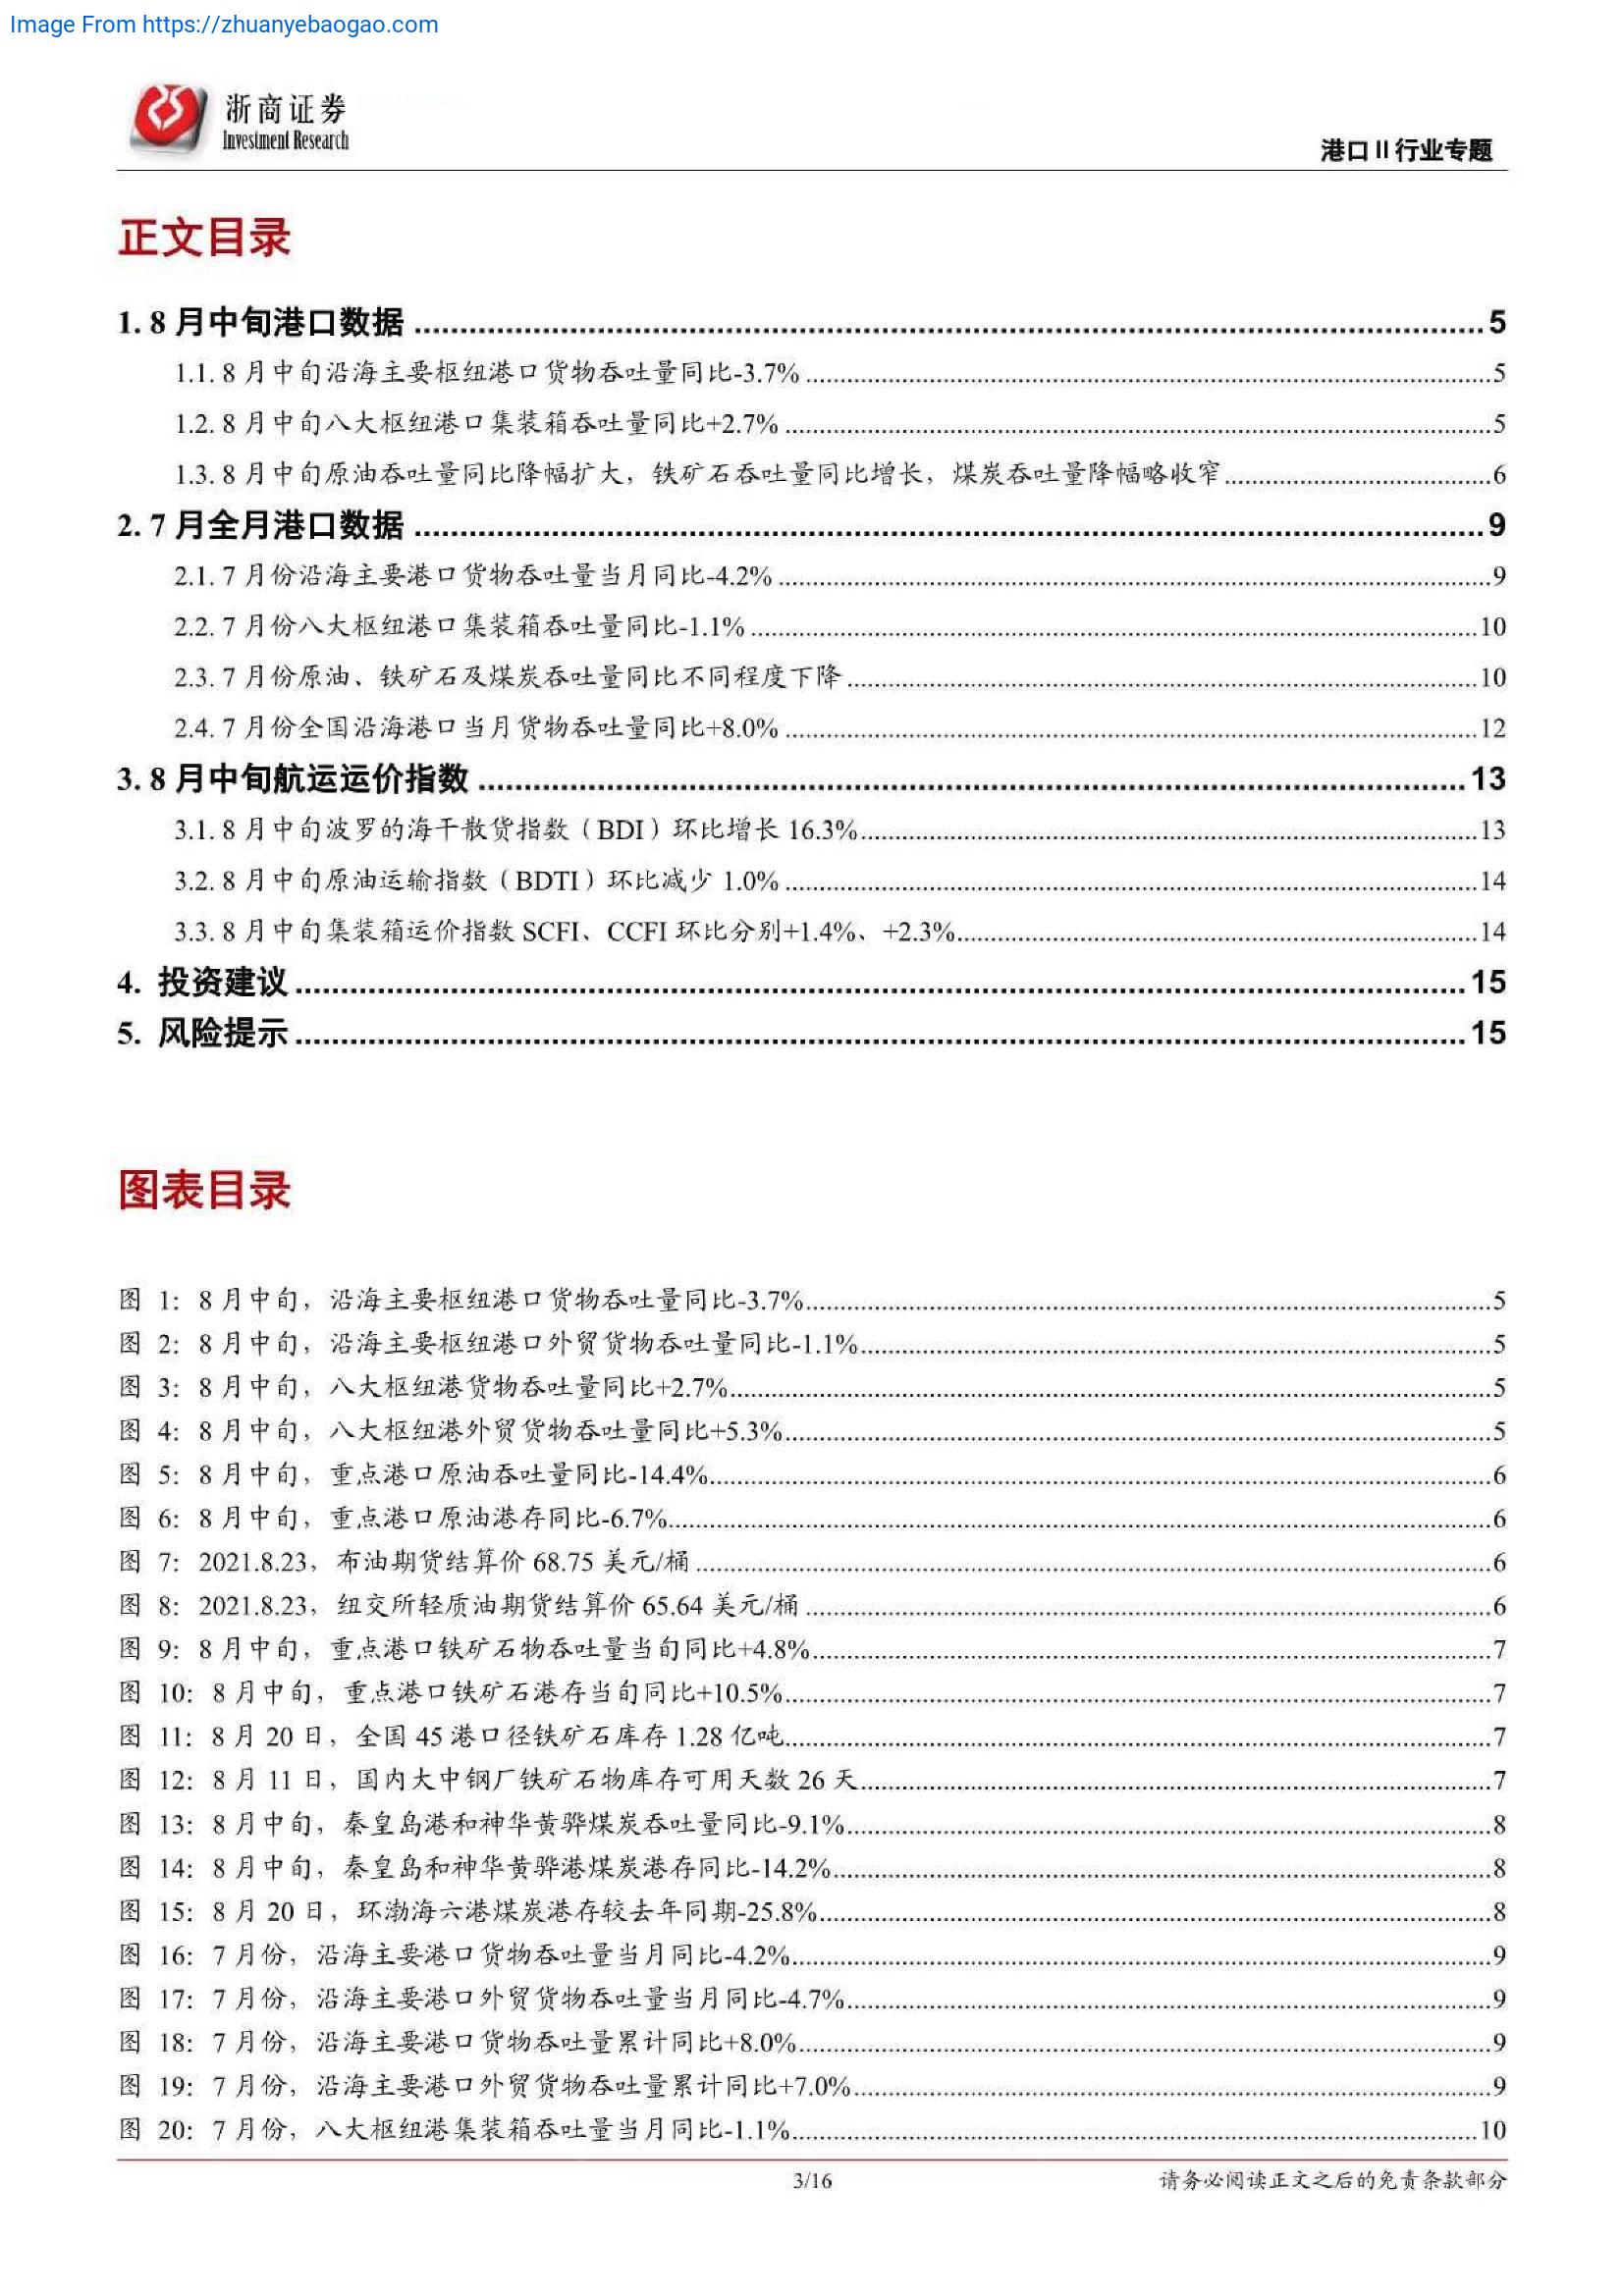 Image From https://zhuanyebaogao.com
浙商证券
Investment Research
港口 II 行业专题
正文目录
1. 8 月中旬港口数据 5
1.1. 8 月中旬沿海主要枢纽港口货物吞吐量同比-3.7% 5
1.2. 8 月中旬八大枢纽港口集装箱吞吐量同比+2.7% 5
1.3. 8 月中旬原油吞吐量同比降幅扩大，铁矿石吞吐量同比增长，煤炭吞吐量降幅略收窄 6
2. 7 月全月港口数据 9
2.1. 7 月份沿海主要港口货物吞吐量当月同比-4.2% 9
2.2. 7 月份八大枢纽港口集装箱吞吐量同比-1.1% 10
2.3. 7 月份原油、铁矿石及煤炭吞吐量同比不同程度下降 10
2.4. 7 月份全国沿海港口当月货物吞吐量同比+8.0% 12
3. 8 月中旬航运运价指数 13
3.1. 8 月中旬波罗的海干散货指数（BDI）环比增长 16.3% 13
3.2. 8 月中旬原油运输指数（BDTI）环比减少 1.0% 14
3.3. 8 月中旬集装箱运价指数 SCFI、CCFI 环比分别+1.4%、+2.3% 14
4. 投资建议 15
5. 风险提示 15
图表目录
图 1：8 月中旬，沿海主要枢纽港口货物吞吐量同比-3.7% 5
图 2：8 月中旬，沿海主要枢纽港口外贸货物吞吐量同比-1.1% 5
图 3：8 月中旬，八大枢纽港货物吞吐量同比+2.7% 5
图 4：8 月中旬，八大枢纽港外贸货物吞吐量同比+5.3% 5
图 5：8 月中旬，重点港口原油吞吐量同比-14.4% 6
图 6：8 月中旬，重点港口原油港存同比-6.7% 6
图 7：2021.8.23，布油期货结算价 68.75 美元/桶 6
图 8：2021.8.23，纽交所轻质油期货结算价 65.64 美元/桶 6
图 9：8 月中旬，重点港口铁矿石物吞吐量当旬同比+4.8% 7
图 10：8 月中旬，重点港口铁矿石港存当旬同比+10.5% 7
图 11：8 月 20 日，全国 45 港口径铁矿石库存 1.28 亿吨 7
图 12：8 月 11 日，国内大中钢厂铁矿石物库存可用天数 26 天 7
图 13：8 月中旬，秦皇岛港和神华黄骅煤炭吞吐量同比-9.1% 8
图 14：8 月中旬，秦皇岛和神华黄骅港煤炭港存同比-14.2% 8
图 15：8 月 20 日，环渤海六港煤炭港存较去年同期-25.8% 8
图 16：7 月份，沿海主要港口货物吞吐量当月同比-4.2% 9
图 17：7 月份，沿海主要港口外贸货物吞吐量当月同比-4.7% 9
图 18：7 月份，沿海主要港口货物吞吐量累计同比+8.0% 9
图 19：7 月份，沿海主要港口外贸货物吞吐量累计同比+7.0% 9
图 20：7 月份，八大枢纽港集装箱吞吐量当月同比-1.1% 10
3/16
请务必阅读正文之后的免责条款部分